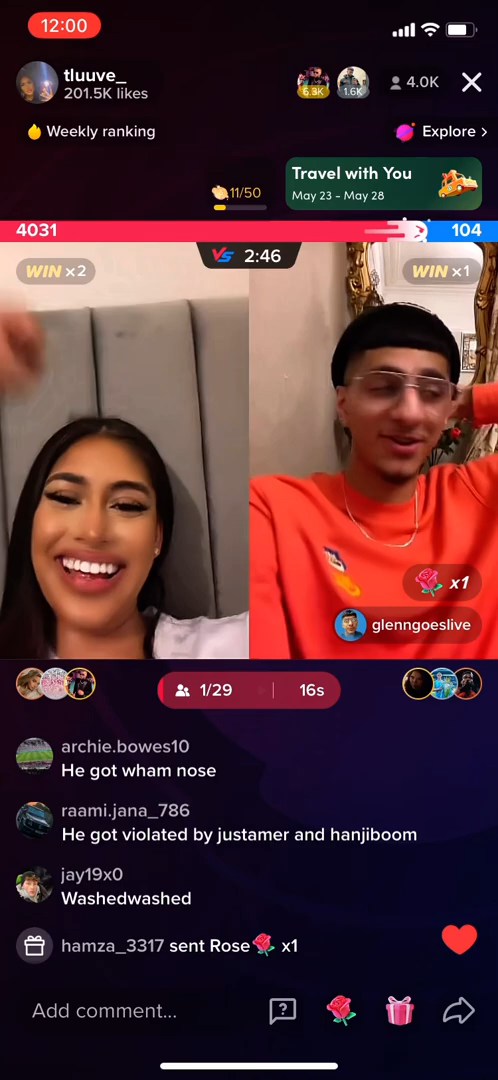 12:00
tluuve_
201.5K likes
6.3K
1.6K
4.0K
Weekly ranking
Explore >
11/50
Travel with You
May 23 - May 28
4031
104
VS 2:46
WIN x2
WIN x1
x1
glenngoeslive
1/29
16s
archie.bowes10
He got wham nose
raami.jana_786
He got violated by justamer and hanjiboom
jay19x0
Washedwashed
hamza_3317 sent Rose x1
Add comment...